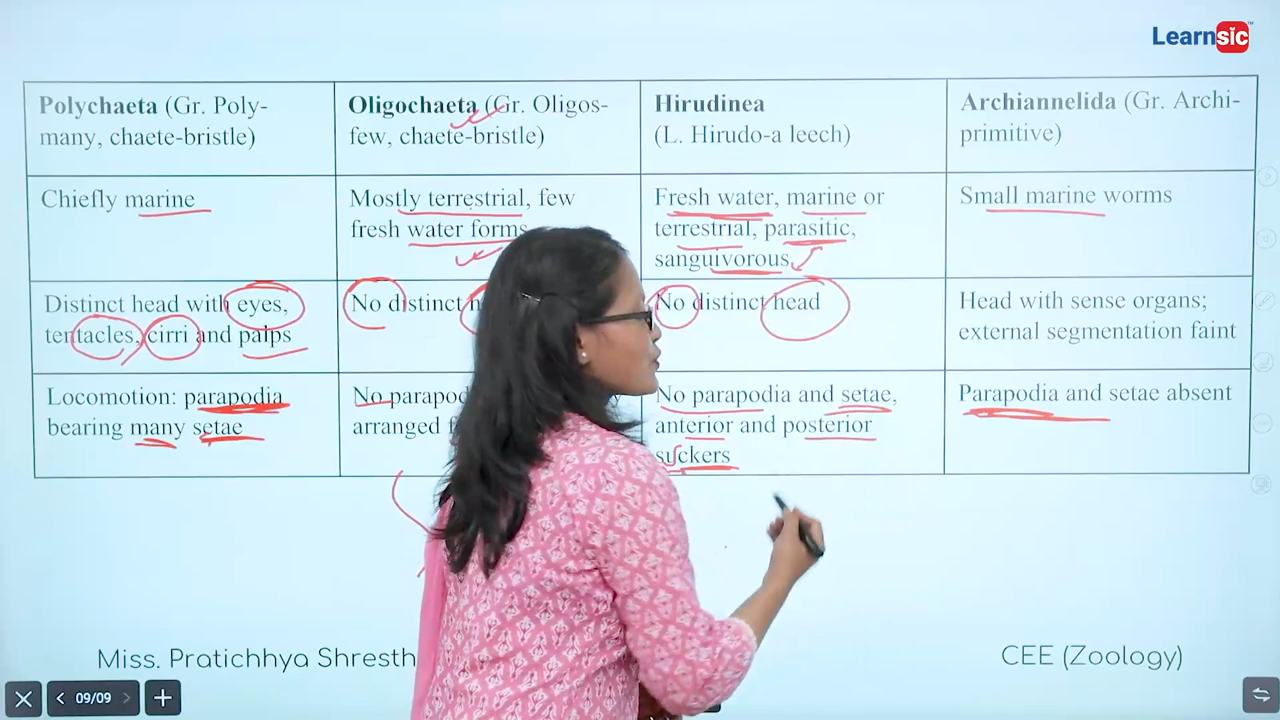 Learnsic
Polychaeta (Gr. Poly-
many, chaete-bristle)
Oligochaeta (Gr. Oligos-
few, chaete-bristle)
Hirudinea
(L. Hirudo-a leech)
Archiannelida (Gr. Archi-
primitive)
Chiefly marine
Mostly terrestrial, few
fresh water forms
Fresh water, marine or
terrestrial, parasitic,
sanguivorous,
Small marine worms
Distinct head with eyes,
tentacles, cirri and palps
No distinct
No distinct head
Head with sense organs;
external segmentation faint
Locomotion: parapodia
bearing many setae
No
arranged
No parapodia and setae,
anterior and posterior
suckers
Parapodia and setae absent
Miss. Pratichhya
CEE (Zoology)
09/09